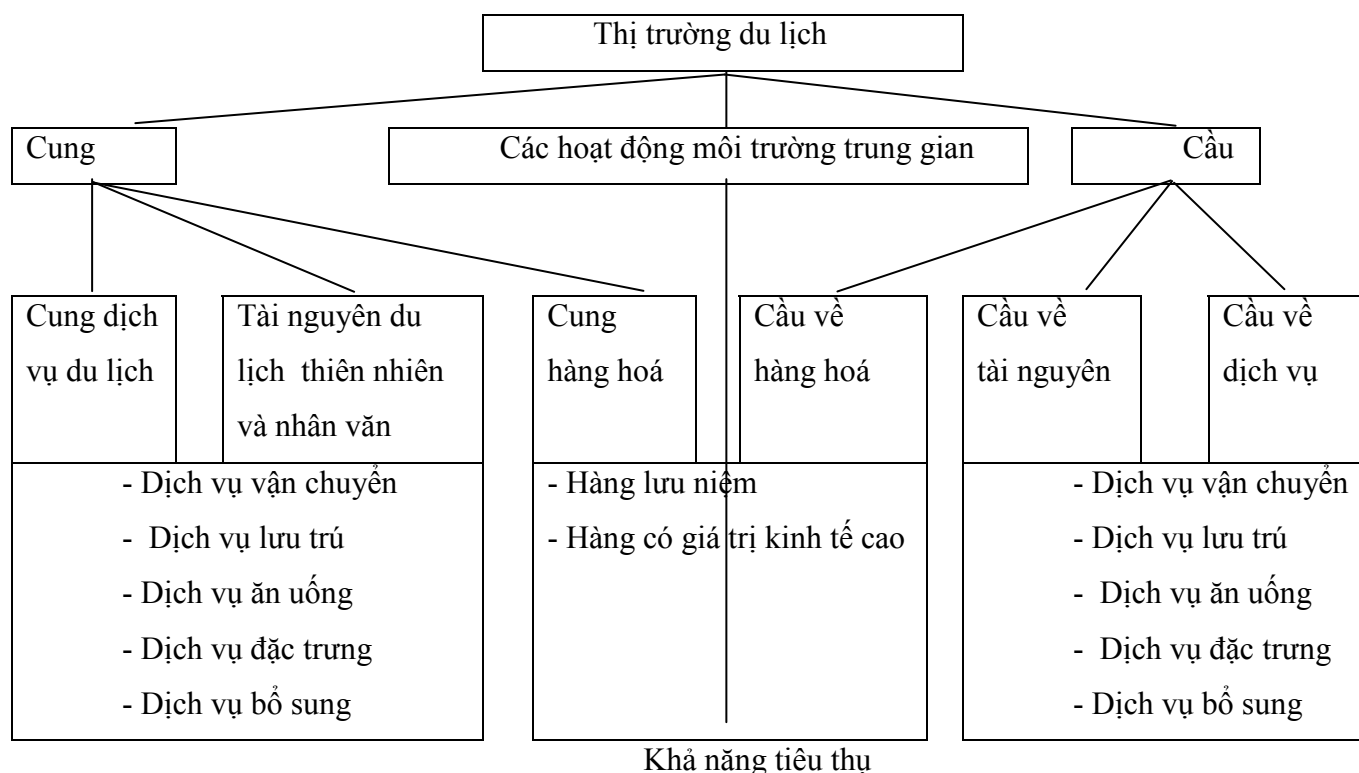 Thị trường du lịch
Cung
Các hoạt động môi trường trung gian
Cầu
Cung dịch
vụ du lịch
Tài nguyên du
lịch thiên nhiên
và nhân văn
Cung
hàng hoá
Cầu về
hàng hoá
Cầu về
tài nguyên
Cầu về
dịch vụ
- Dịch vụ vận chuyển
- Dịch vụ lưu trú
- Dịch vụ ăn uống
- Dịch vụ đặc trưng
- Dịch vụ bổ sung
- Hàng lưu niệm
- Hàng có giá trị kinh tế cao
- Dịch vụ vận chuyển
- Dịch vụ lưu trú
- Dịch vụ ăn uống
- Dịch vụ đặc trưng
- Dịch vụ bổ sung
Khả năng tiêu thụ